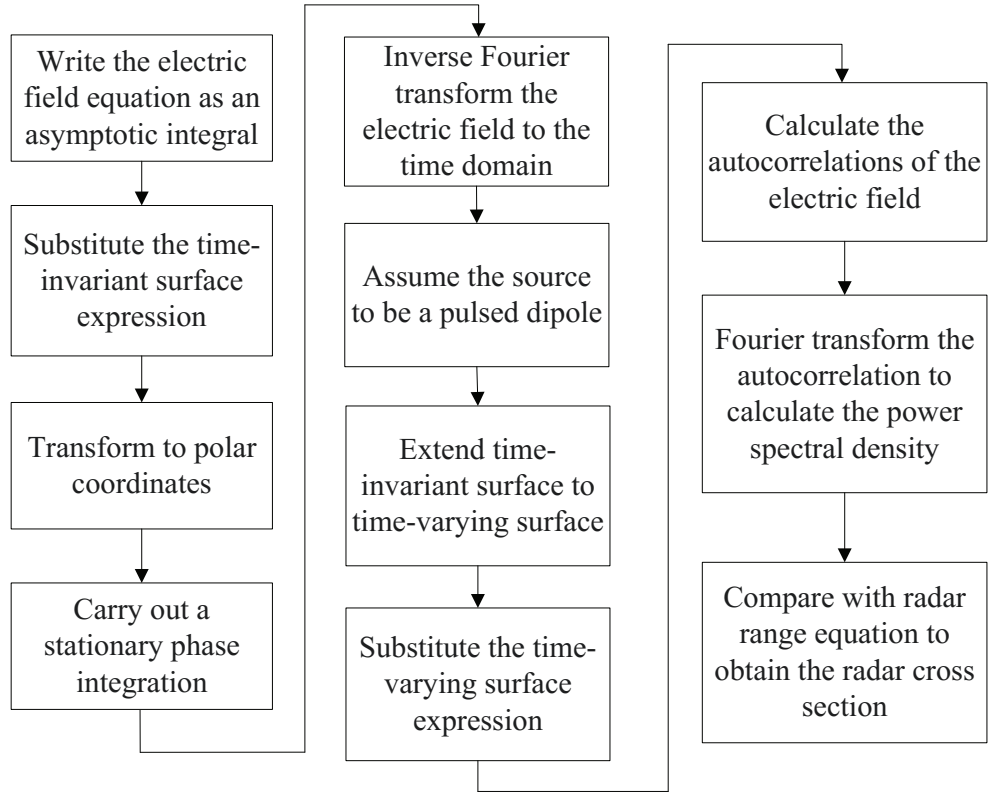 Write the electric
field equation as an
asymptotic integral
Substitute the time-
invariant surface
expression
Transform to polar
coordinates
Carry out a
stationary phase
integration
Inverse Fourier
transform the
electric field to the
time domain
Assume the source
to be a pulsed dipole
Extend time-
invariant surface to
time-varying surface
Substitute the time-
varying surface
expression
Calculate the
autocorrelations of the
electric field
Fourier transform the
autocorrelation to
calculate the power
spectral density
Compare with radar
range equation to
obtain the radar cross
section